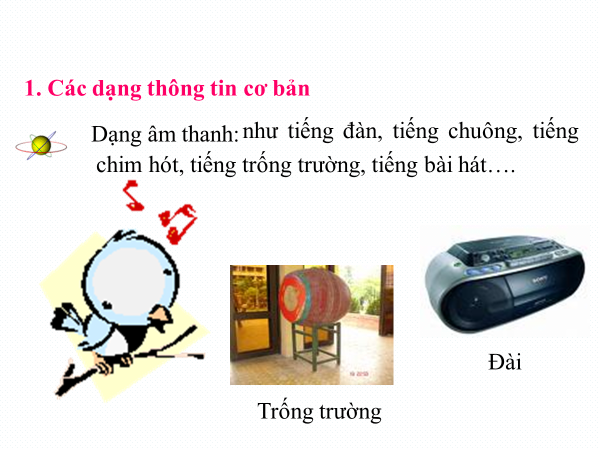 1. Các dạng thông tin cơ bản
Dạng âm thanh: như tiếng đàn, tiếng chuông, tiếng
chim hót, tiếng trống trường, tiếng bài hát….
SONY
Đài
Trống trường